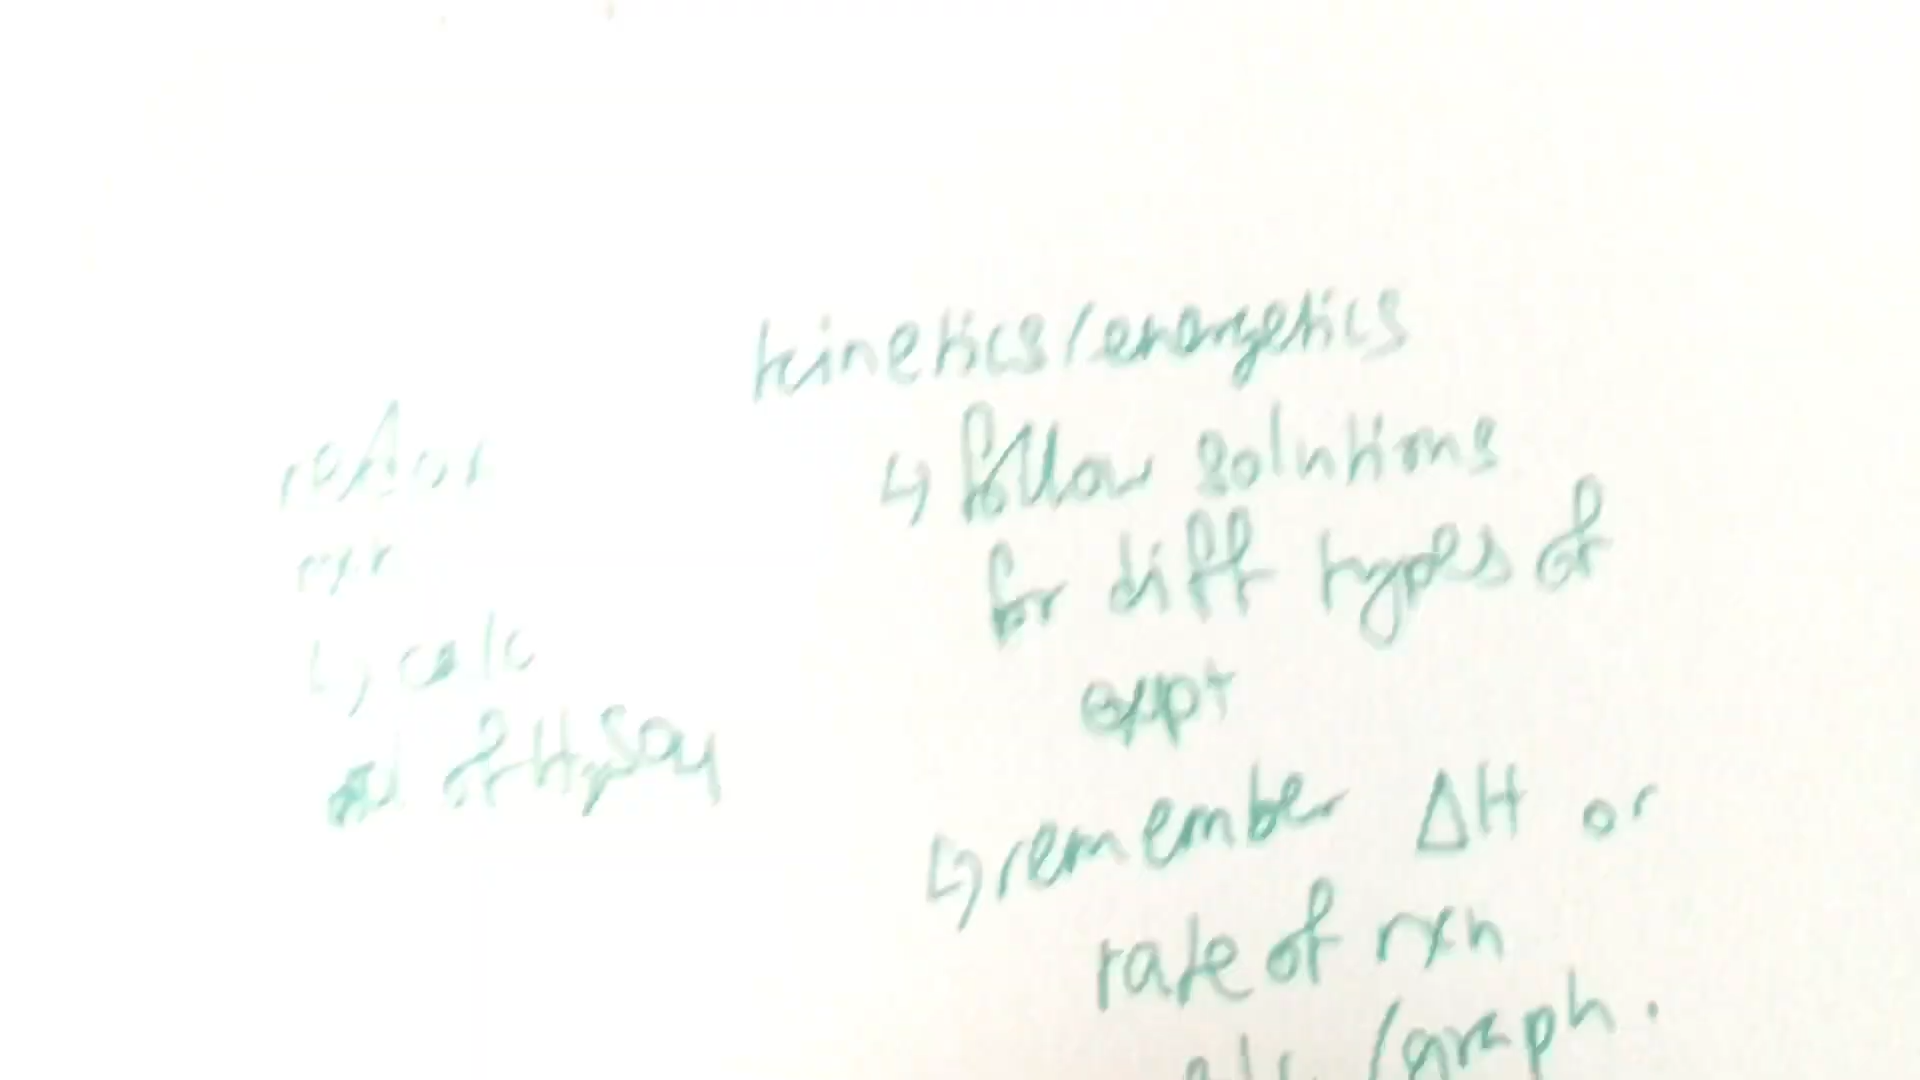 redox
rxn
↳ calc
of H₂SO₄
kinetics/energetics
↳ follow solutions
for diff types of
expt
↳ remember ΔH or
rate of rxn
/graph.